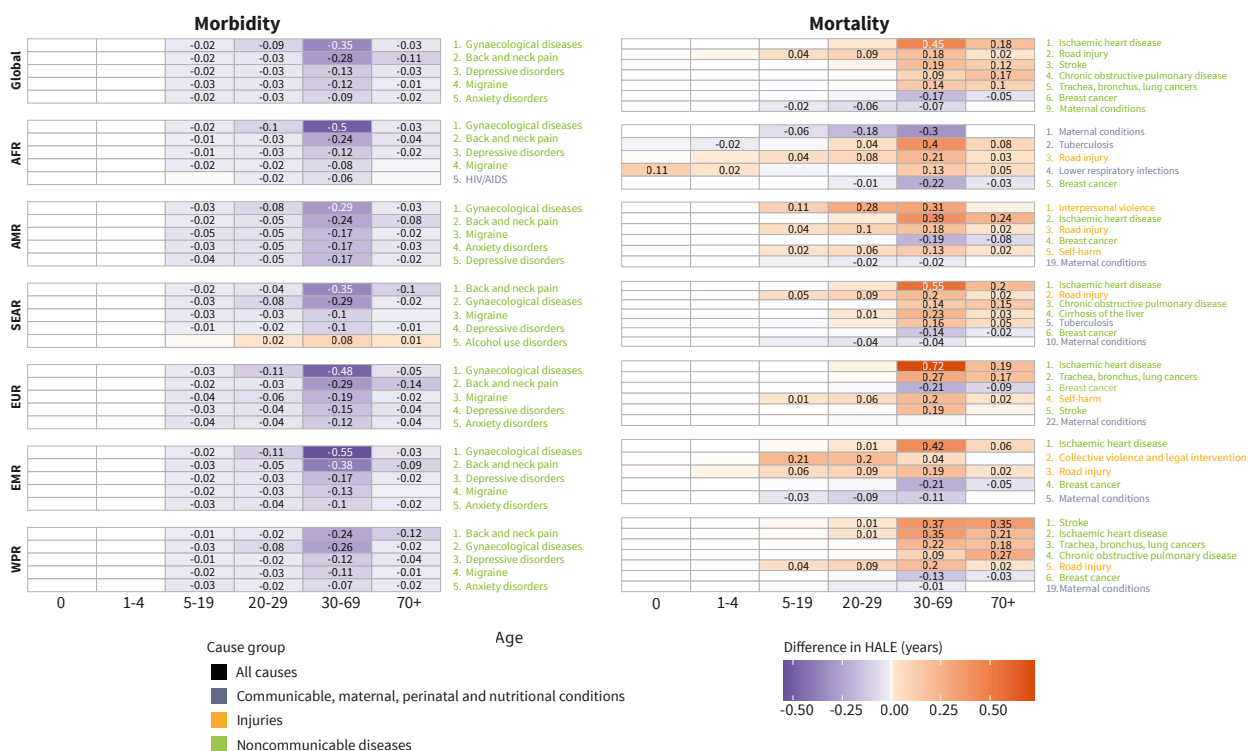 Morbidity
Global
-0.02 -0.09 -0.35 -0.03 1. Gynaecological diseases
-0.02 -0.03 -0.28 -0.11 2. Back and neck pain
-0.02 -0.03 -0.13 -0.03 3. Depressive disorders
-0.03 -0.03 -0.12 -0.01 4. Migraine
-0.02 -0.03 -0.09 -0.02 5. Anxiety disorders
AFR
-0.02 -0.1 -0.5 -0.03 1. Gynaecological diseases
-0.01 -0.03 -0.24 -0.04 2. Back and neck pain
-0.01 -0.03 -0.12 -0.02 3. Depressive disorders
-0.02 -0.02 -0.08 4. Migraine
-0.02 -0.06 5. HIV/AIDS
AMR
-0.03 -0.08 -0.29 -0.03 1. Gynaecological diseases
-0.02 -0.05 -0.24 -0.08 2. Back and neck pain
-0.05 -0.05 -0.17 -0.02 3. Migraine
-0.03 -0.05 -0.17 -0.03 4. Anxiety disorders
-0.04 -0.05 -0.17 -0.02 5. Depressive disorders
SEAR
-0.02 -0.04 -0.35 -0.1 1. Back and neck pain
-0.03 -0.08 -0.29 -0.02 2. Gynaecological diseases
-0.03 -0.03 -0.1 3. Migraine
-0.01 -0.02 -0.1 -0.01 4. Depressive disorders
0.02 0.08 0.01 5. Alcohol use disorders
EUR
-0.03 -0.11 -0.48 -0.05 1. Gynaecological diseases
-0.02 -0.03 -0.29 -0.14 2. Back and neck pain
-0.04 -0.06 -0.19 -0.02 3. Migraine
-0.03 -0.04 -0.15 -0.04 4. Depressive disorders
-0.04 -0.04 -0.12 -0.04 5. Anxiety disorders
EMR
-0.02 -0.11 -0.55 -0.03 1. Gynaecological diseases
-0.03 -0.05 -0.38 -0.09 2. Back and neck pain
-0.02 -0.03 -0.17 -0.02 3. Depressive disorders
-0.02 -0.03 -0.13 4. Migraine
-0.03 -0.04 -0.1 -0.02 5. Anxiety disorders
WPR
-0.01 -0.02 -0.24 -0.12 1. Back and neck pain
-0.03 -0.08 -0.26 -0.02 2. Gynaecological diseases
-0.01 -0.02 -0.12 -0.04 3. Depressive disorders
-0.02 -0.03 -0.11 -0.01 4. Migraine
-0.03 -0.02 -0.07 -0.02 5. Anxiety disorders
0 1-4 5-19 20-29 30-69 70+
Mortality
0.45 0.18 1. Ischaemic heart disease
0.04 0.09 0.18 0.02 2. Road injury
0.19 0.12 3. Stroke
0.09 0.17 4. Chronic obstructive pulmonary disease
0.14 0.1 5. Trachea, bronchus, lung cancers
-0.17 -0.05 6. Breast cancer
-0.02 -0.06 -0.07 9. Maternal conditions
-0.06 -0.18 -0.3 1. Maternal conditions
-0.02 0.04 0.4 0.08 2. Tuberculosis
0.04 0.08 0.21 0.03 3. Road injury
0.11 0.02 0.13 0.05 4. Lower respiratory infections
-0.01 -0.22 -0.03 5. Breast cancer
0.11 0.28 0.31 1. Interpersonal violence
0.39 0.24 2. Ischaemic heart disease
0.04 0.1 0.18 0.02 3. Road injury
-0.19 -0.08 4. Breast cancer
0.02 0.06 0.13 0.02 5. Self-harm
-0.02 -0.02 19. Maternal conditions
0.55 0.2 1. Ischaemic heart disease
0.05 0.09 0.2 0.02 2. Road injury
0.14 0.15 3. Chronic obstructive pulmonary disease
0.01 0.23 0.03 4. Cirrhosis of the liver
0.16 0.05 5. Tuberculosis
-0.14 -0.02 6. Breast cancer
-0.04 -0.04 10. Maternal conditions
0.72 0.19 1. Ischaemic heart disease
0.27 0.17 2. Trachea, bronchus, lung cancers
-0.21 -0.09 3. Breast cancer
0.01 0.06 0.2 0.02 4. Self-harm
0.19 5. Stroke
22. Maternal conditions
0.01 0.42 0.06 1. Ischaemic heart disease
0.21 0.2 0.04 2. Collective violence and legal intervention
0.06 0.09 0.19 0.02 3. Road injury
-0.21 -0.05 4. Breast cancer
-0.03 -0.09 -0.11 5. Maternal conditions
0.01 0.37 0.35 1. Stroke
0.01 0.35 0.21 2. Ischaemic heart disease
0.22 0.18 3. Trachea, bronchus, lung cancers
0.09 0.27 4. Chronic obstructive pulmonary disease
0.04 0.09 0.2 0.02 5. Road injury
-0.13 -0.03 6. Breast cancer
-0.01 19. Maternal conditions
0 1-4 5-19 20-29 30-69 70+
Age
Cause group
All causes
Communicable, maternal, perinatal and nutritional conditions
Injuries
Noncommunicable diseases
Difference in HALE (years)
-0.50 -0.25 0.00 0.25 0.50